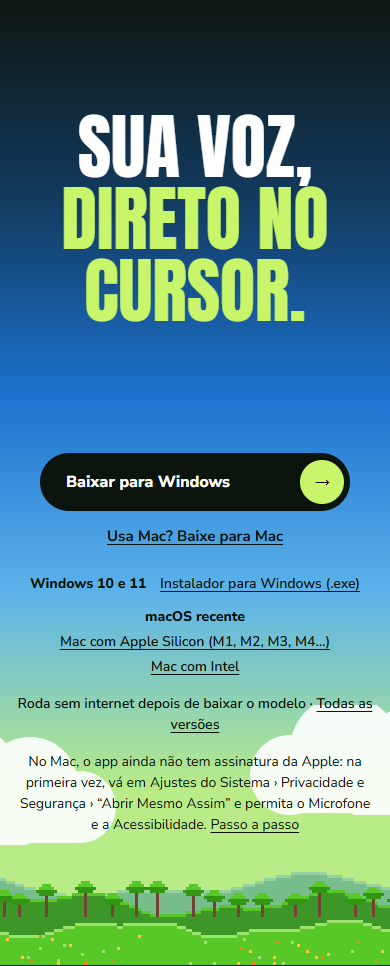 SUA VOZ,
DIRETO NO
CURSOR.
Baixar para Windows →
Usa Mac? Baixe para Mac
Windows 10 e 11 Instalador para Windows (.exe)
macOS recente
Mac com Apple Silicon (M1, M2, M3, M4...)
Mac com Intel
Roda sem internet depois de baixar o modelo · Todas as
versões
No Mac, o app ainda não tem assinatura da Apple: na
primeira vez, vá em Ajustes do Sistema › Privacidade e
Segurança › “Abrir Mesmo Assim” e permita o Microfone
e a Acessibilidade. Passo a passo